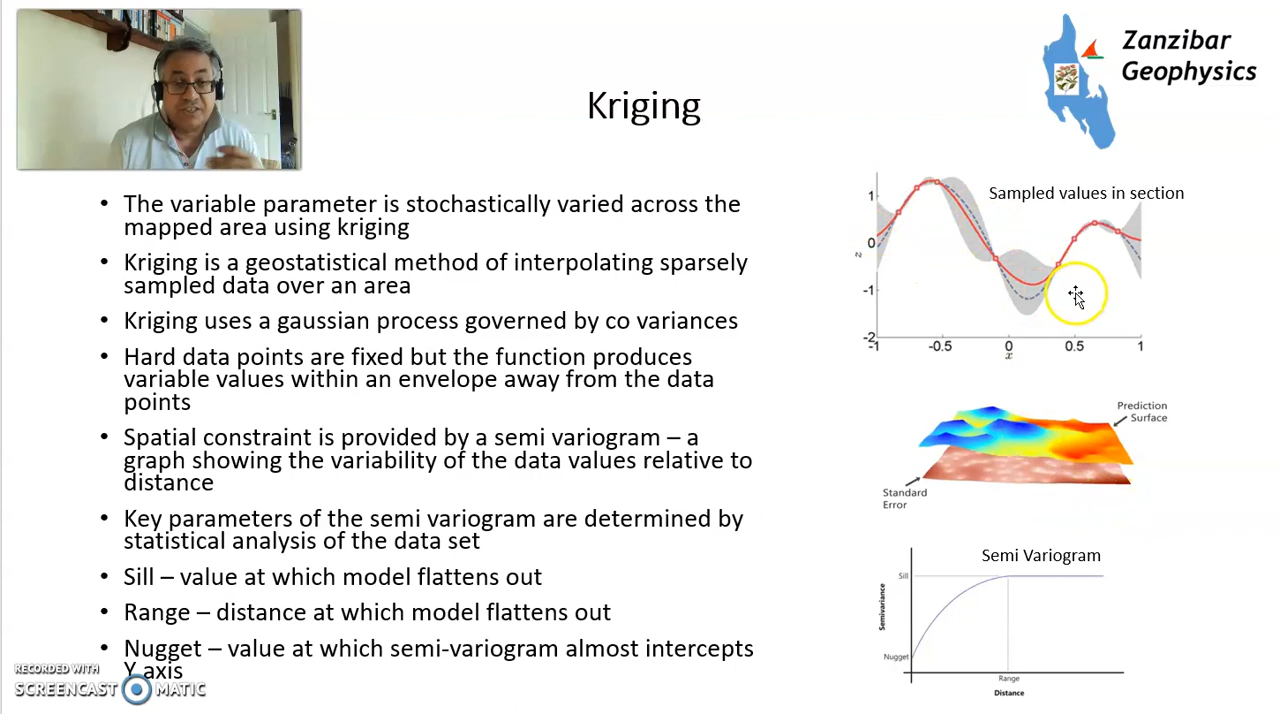 Zanzibar
Geophysics
Kriging
• The variable parameter is stochastically varied across the
mapped area using kriging
• Kriging is a geostatistical method of interpolating sparsely
sampled data over an area
• Kriging uses a gaussian process governed by co variances
• Hard data points are fixed but the function produces
variable values within an envelope away from the data
points
• Spatial constraint is provided by a semi variogram – a
graph showing the variability of the data values relative to
distance
• Key parameters of the semi variogram are determined by
statistical analysis of the data set
• Sill – value at which model flattens out
• Range – distance at which model flattens out
• Nugget – value at which semi-variogram almost intercepts
Y axis
Sampled values in section
1
0
-1
-2
z
-1 -0.5 0 0.5 1
x
Prediction
Surface
Standard
Error
Semi Variogram
Sill
Semivariance
Nugget
Range
Distance
RECORDED WITH
SCREENCAST MATIC